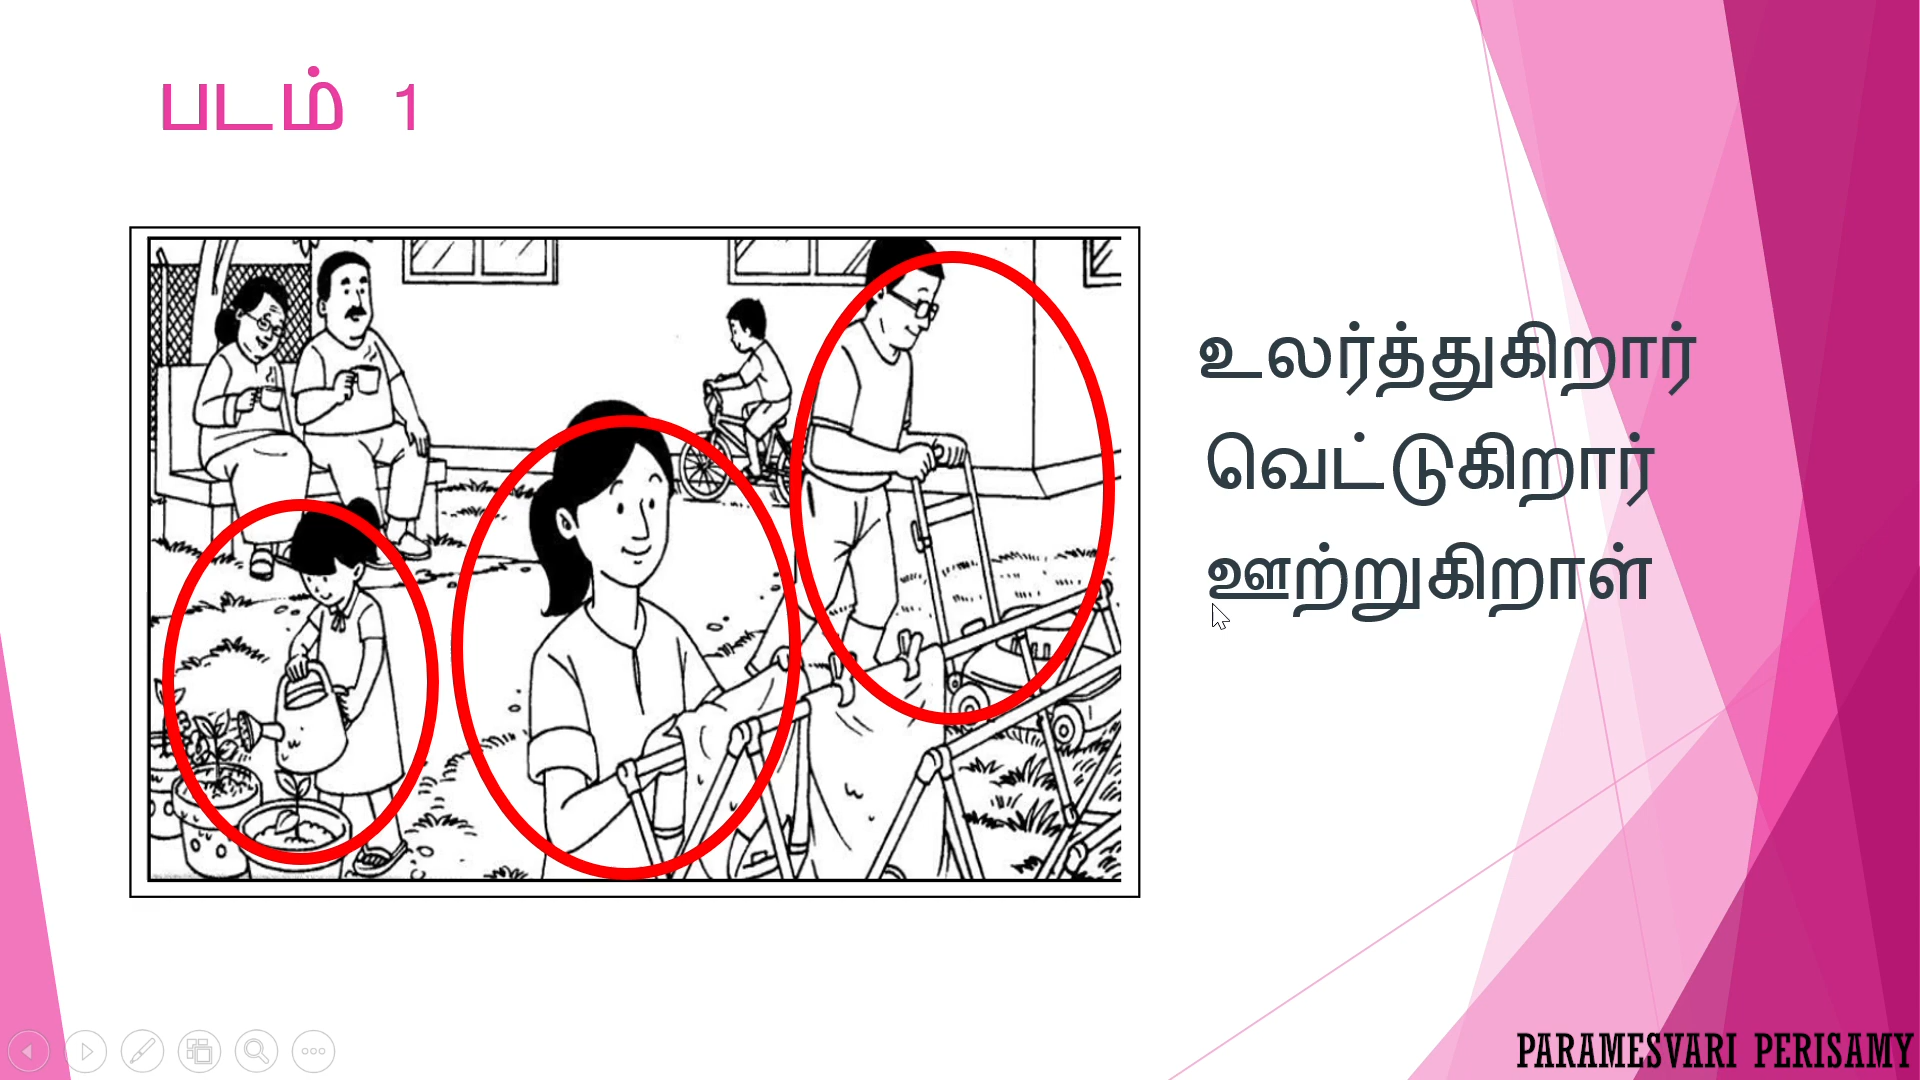 படம் 1
உலர்த்துகிறார்
வெட்டுகிறார்
ஊற்றுகிறாள்
PARAMESVARI PERISAMY